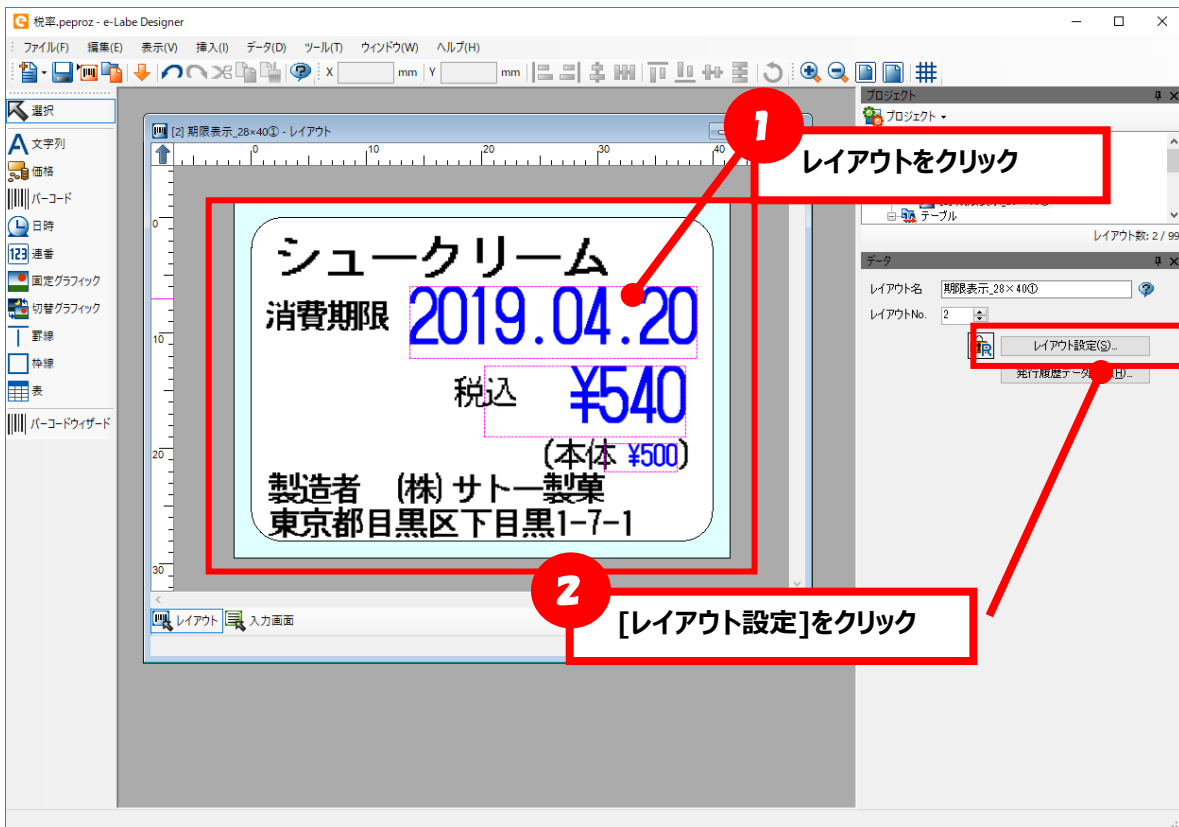 税率.peproz - e-Labe Designer
ファイル(F) 編集(E) 表示(V) 挿入(I) データ(D) ツール(T) ウィンドウ(W) ヘルプ(H)
X mm Y mm
選択
文字列
価格
バーコード
日時
123 連番
固定グラフィック
切替グラフィック
罫線
枠線
表
バーコードウィザード
[2] 期限表示_28×40① - レイアウト
0 10 20 30 40
0
10
20
30
シュークリーム
消費期限 2019.04.20
税込 ¥540
(本体 ¥500)
製造者 (株)サトー製菓
東京都目黒区下目黒1-7-1
レイアウト 入力画面
1
レイアウトをクリック
2
[レイアウト設定]をクリック
プロジェクト
プロジェクト
テーブル
レイアウト数: 2 / 99
データ
レイアウト名 期限表示_28×40①
レイアウトNo. 2
レイアウト設定(S)...